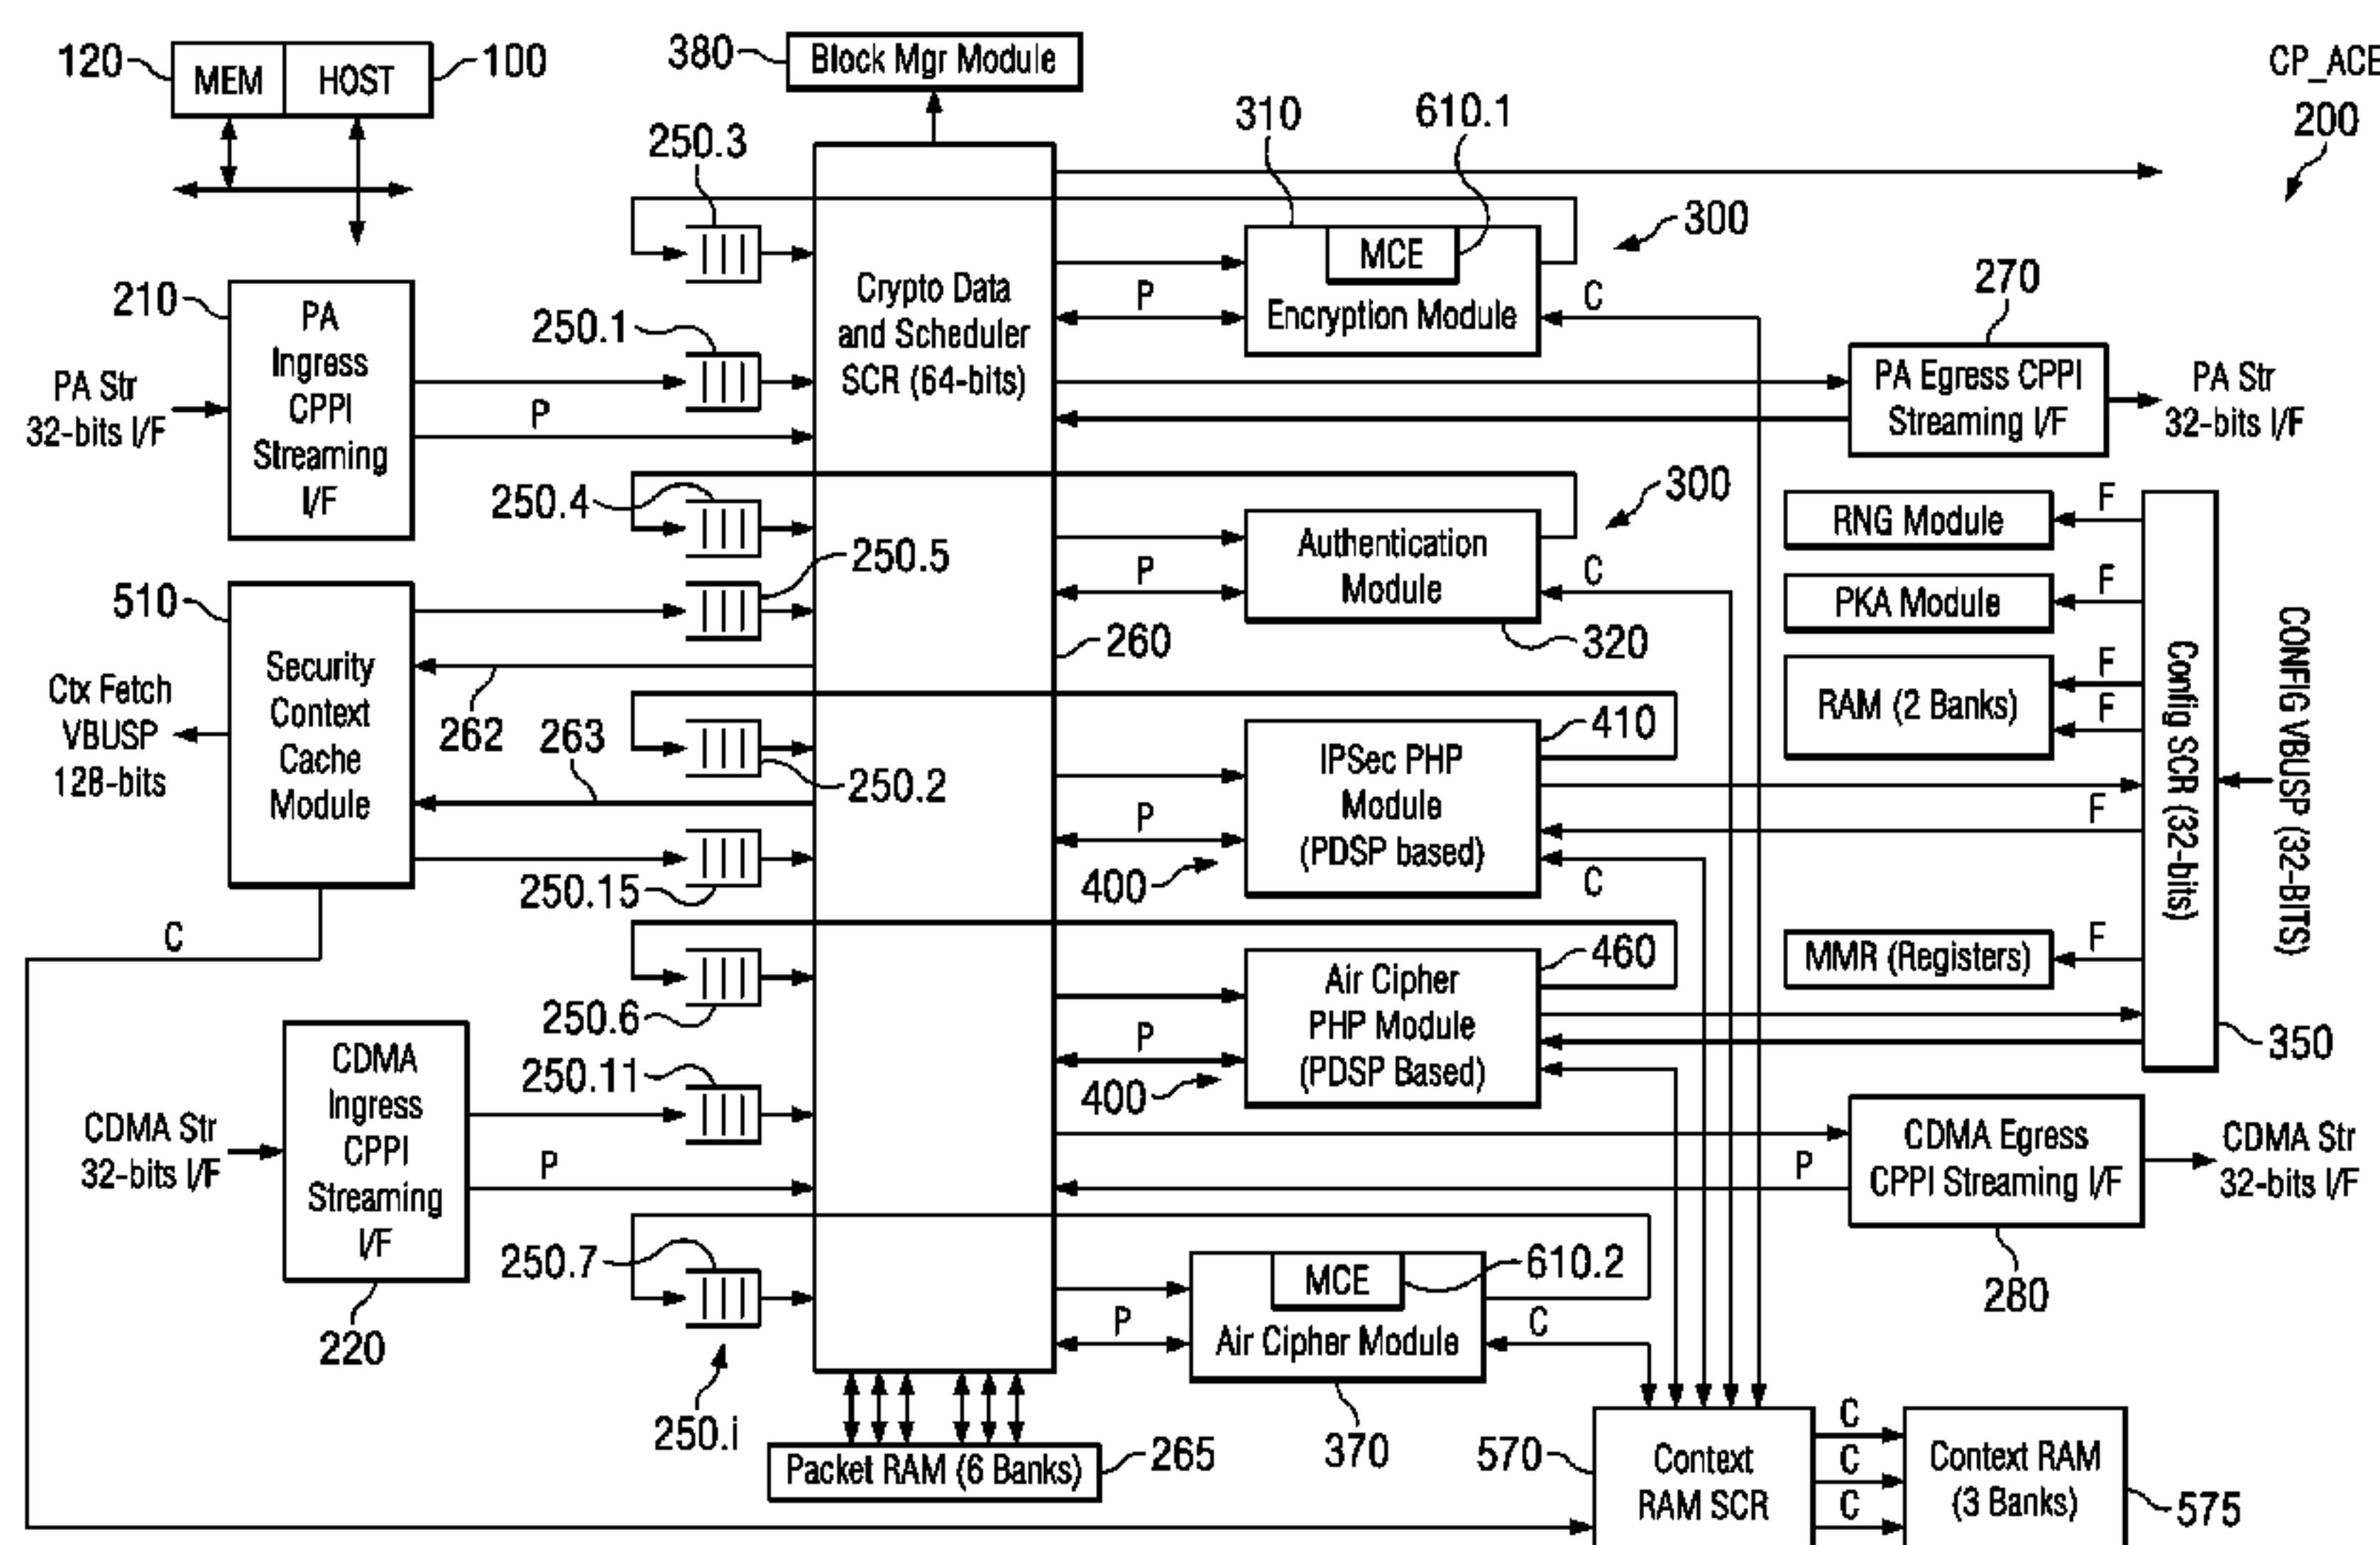 120
MEM
HOST
100
380
Block Mgr Module
CP_ACE
200
250.3
310
610.1
300
MCE
Encryption Module
P
C
Crypto Data
and Scheduler
SCR (64-bits)
210
PA
Ingress
CPPI
Streaming
I/F
PA Str
32-bits I/F
250.1
P
270
PA Egress CPPI
Streaming I/F
PA Str
32-bits I/F
250.4
250.5
300
Authentication
Module
P
C
320
260
RNG Module
F
PKA Module
F
RAM (2 Banks)
F
F
Config SCR (32-bits)
CONFIG VBUSP (32-BITS)
510
Security
Context
Cache
Module
Ctx Fetch
VBUSP
128-bits
262
263
250.2
250.15
C
410
IPSec PHP
Module
(PDSP based)
P
400
F
C
MMR (Registers)
F
350
460
Air Cipher
PHP Module
(PDSP Based)
P
400
250.6
250.11
CDMA
Ingress
CPPI
Streaming
I/F
CDMA Str
32-bits I/F
P
220
CDMA Egress
CPPI Streaming I/F
P
CDMA Str
32-bits I/F
280
250.7
250.i
MCE
610.2
Air Cipher Module
P
C
370
Packet RAM (6 Banks)
265
570
Context
RAM SCR
C
C
C
Context RAM
(3 Banks)
575